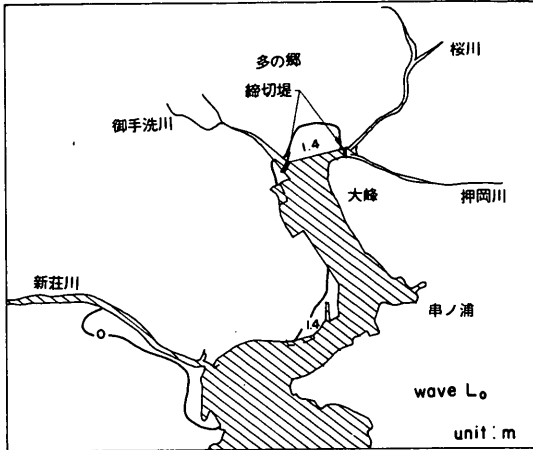 桜川
多の郷
締切堤
御手洗川
1.4
大峰
押岡川
新荘川
串ノ浦
1.4
0
wave L₀
unit : m